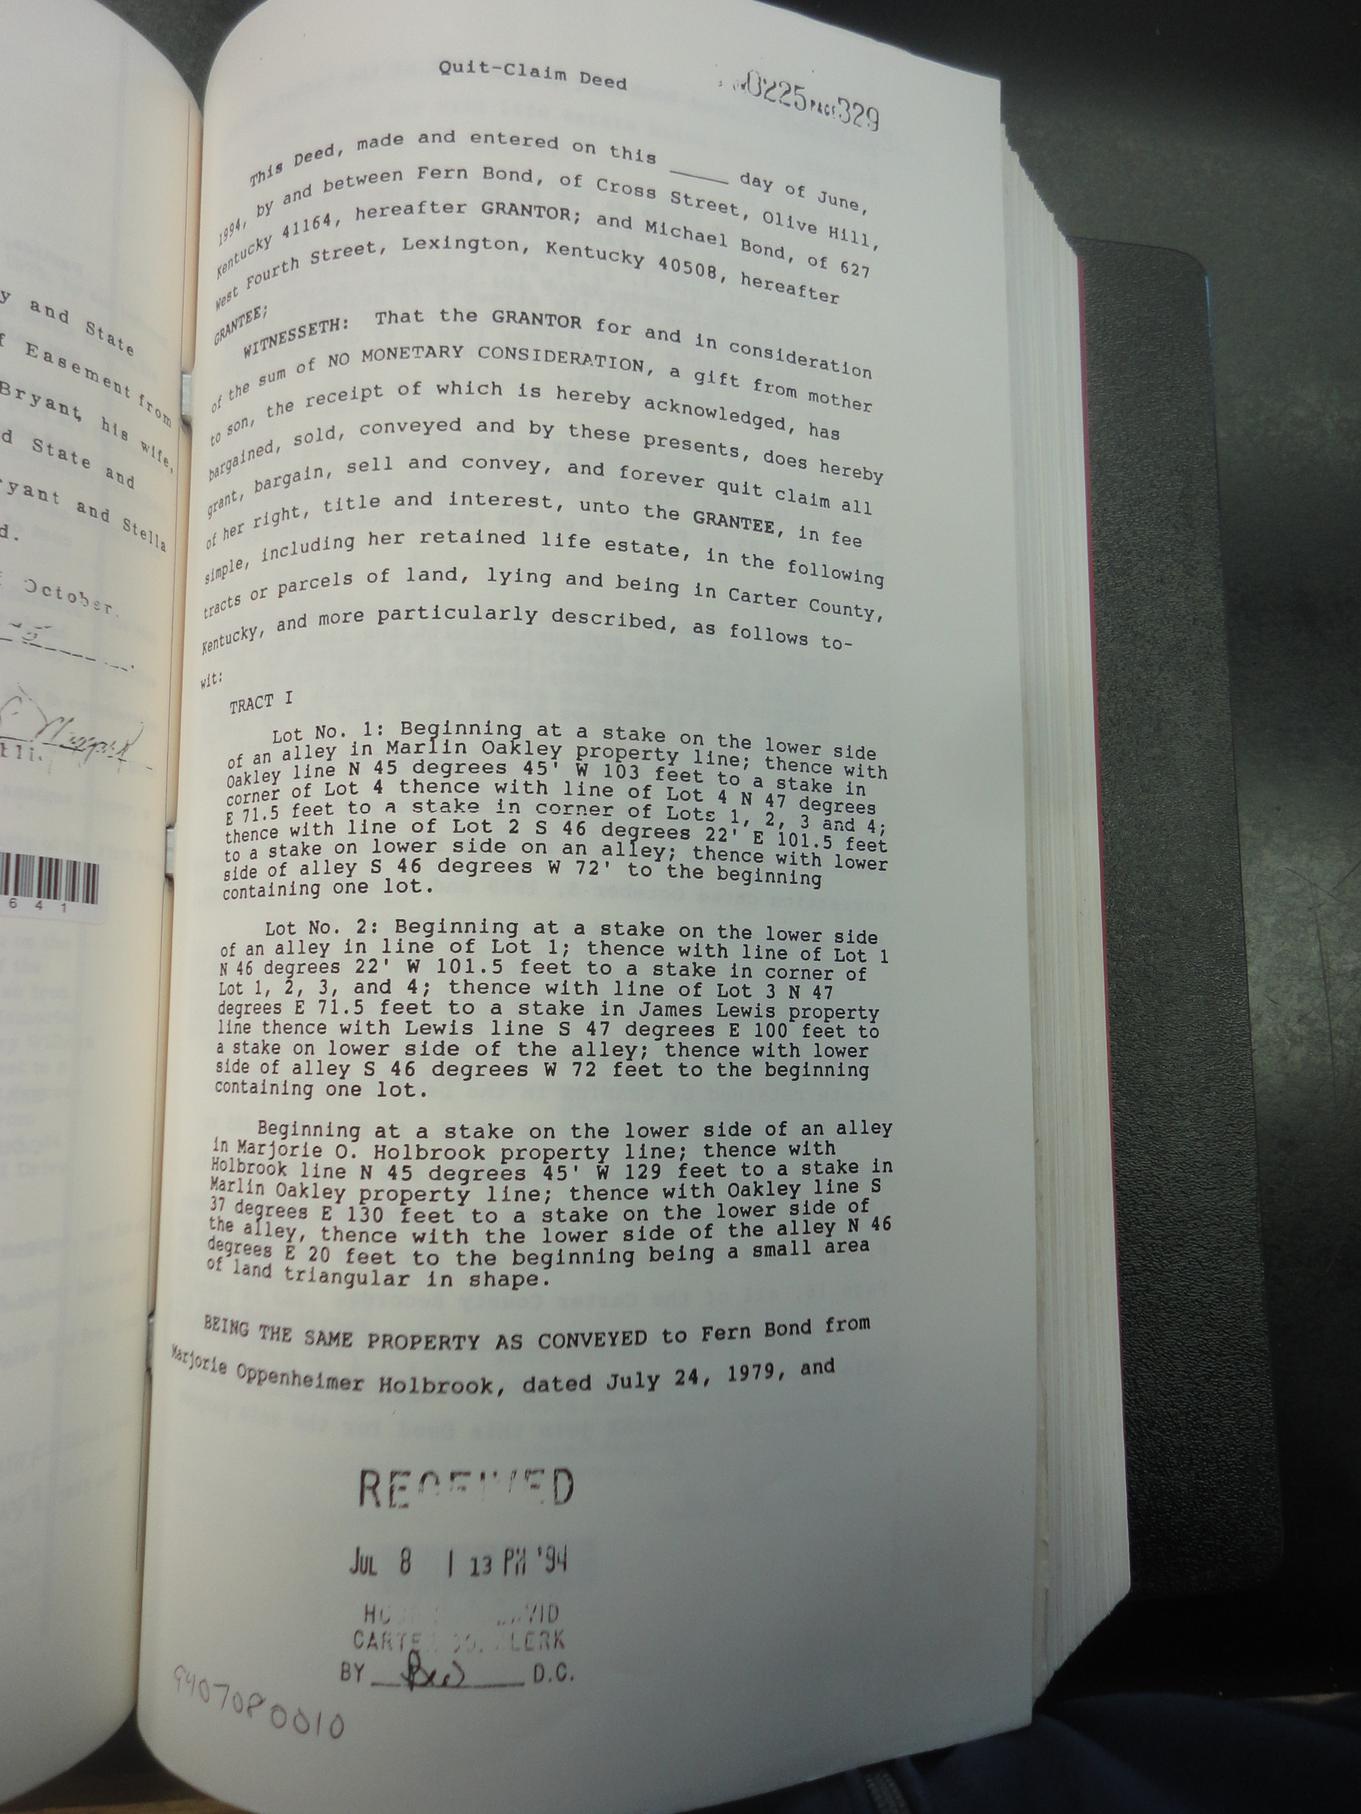 y and State
f Easement from
Bryant, his wife,
d State and
ryant and Stella
d.
October.
641
Quit-Claim Deed
0225 PAGE 329
This Deed, made and entered on this _____ day of June,
1994, by and between Fern Bond, of Cross Street, Olive Hill,
Kentucky 41164, hereafter GRANTOR; and Michael Bond, of 627
West Fourth Street, Lexington, Kentucky 40508, hereafter
GRANTEE;
WITNESSETH: That the GRANTOR for and in consideration
of the sum of NO MONETARY CONSIDERATION, a gift from mother
to son, the receipt of which is hereby acknowledged, has
bargained, sold, conveyed and by these presents, does hereby
grant, bargain, sell and convey, and forever quit claim all
of her right, title and interest, unto the GRANTEE, in fee
simple, including her retained life estate, in the following
tracts or parcels of land, lying and being in Carter County,
Kentucky, and more particularly described, as follows to-
wit:
TRACT I
Lot No. 1: Beginning at a stake on the lower side
of an alley in Marlin Oakley property line; thence with
Oakley line N 45 degrees 45' W 103 feet to a stake in
corner of Lot 4 thence with line of Lot 4 N 47 degrees
E 71.5 feet to a stake in corner of Lots 1, 2, 3 and 4;
thence with line of Lot 2 S 46 degrees 22' E 101.5 feet
to a stake on lower side on an alley; thence with lower
side of alley S 46 degrees W 72' to the beginning
containing one lot.
Lot No. 2: Beginning at a stake on the lower side
of an alley in line of Lot 1; thence with line of Lot 1
N 46 degrees 22' W 101.5 feet to a stake in corner of
Lot 1, 2, 3, and 4; thence with line of Lot 3 N 47
degrees E 71.5 feet to a stake in James Lewis property
line thence with Lewis line S 47 degrees E 100 feet to
a stake on lower side of the alley; thence with lower
side of alley S 46 degrees W 72 feet to the beginning
containing one lot.
Beginning at a stake on the lower side of an alley
in Marjorie O. Holbrook property line; thence with
Holbrook line N 45 degrees 45' W 129 feet to a stake in
Marlin Oakley property line; thence with Oakley line S
37 degrees E 130 feet to a stake on the lower side of
the alley, thence with the lower side of the alley N 46
degrees E 20 feet to the beginning being a small area
of land triangular in shape.
BEING THE SAME PROPERTY AS CONVEYED to Fern Bond from
Marjorie Oppenheimer Holbrook, dated July 24, 1979, and
RECEIVED
JUL 8 1 13 PM '94
CARTER CO. CLERK
BY _____ D.C.
9407080010